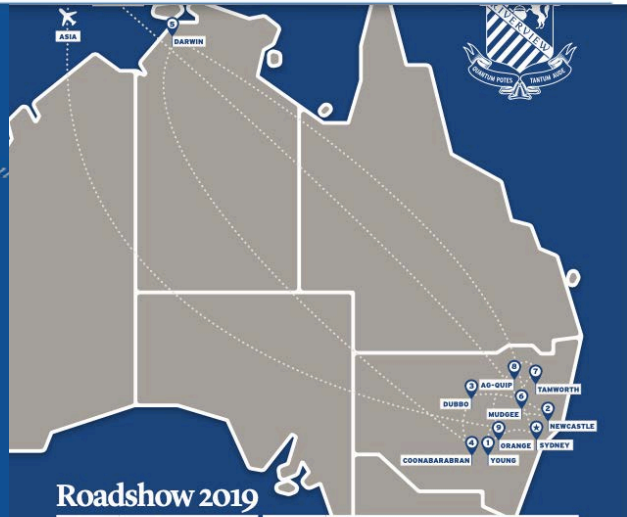 RIVERVIEW
QUANTUM POTES TANTUM AUDE
ASIA
5
DARWIN
8
7
3
AG-QUIP
TAMWORTH
DUBBO
6
MUDGEE
2
NEWCASTLE
9
ORANGE
SYDNEY
4
1
COONABARABRAN
YOUNG
Roadshow 2019